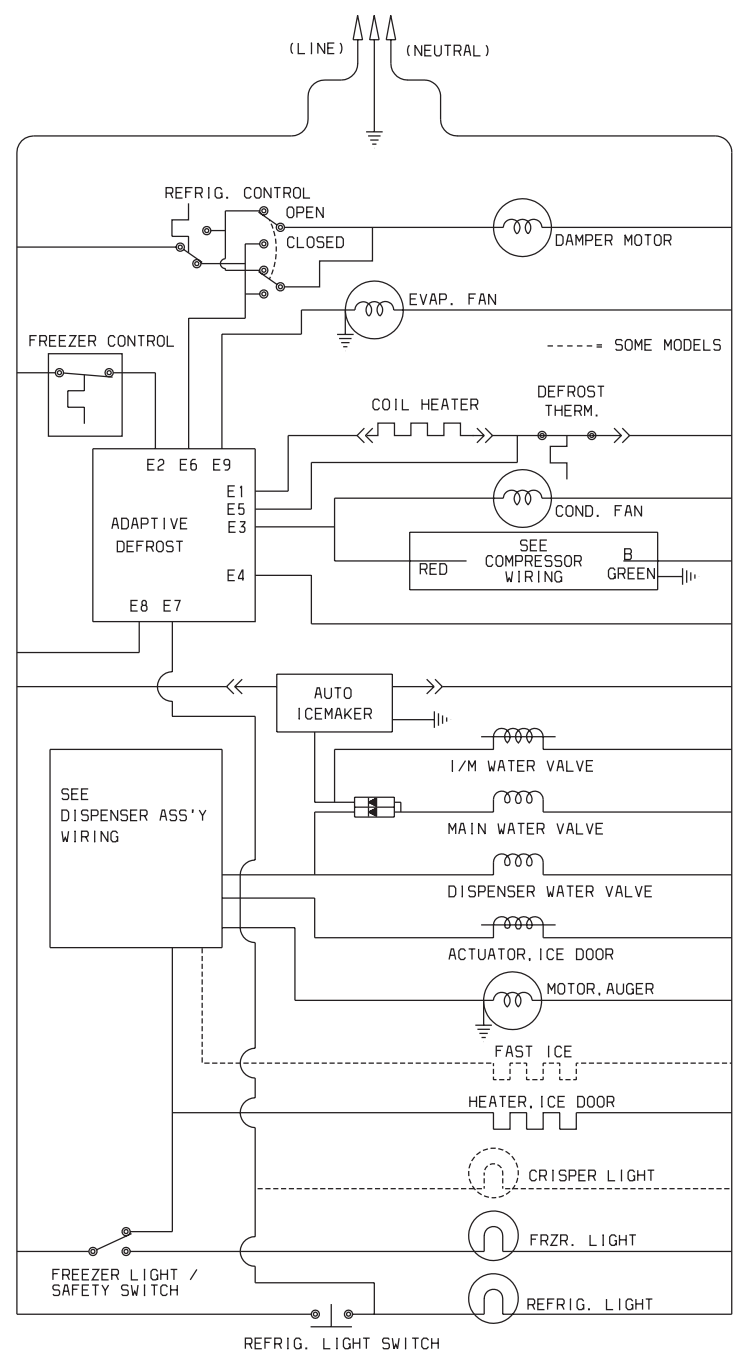 (LINE)
(NEUTRAL)
REFRIG. CONTROL
OPEN
CLOSED
DAMPER MOTOR
EVAP. FAN
FREEZER CONTROL
-----= SOME MODELS
COIL HEATER
DEFROST
THERM.
E2 E6 E9
E1
E5
E3
ADAPTIVE
DEFROST
COND. FAN
SEE
COMPRESSOR
WIRING
RED
B
GREEN
E4
E8 E7
AUTO
ICEMAKER
I/M WATER VALVE
SEE
DISPENSER ASS'Y
WIRING
MAIN WATER VALVE
DISPENSER WATER VALVE
ACTUATOR, ICE DOOR
MOTOR, AUGER
FAST ICE
HEATER, ICE DOOR
CRISPER LIGHT
FRZR. LIGHT
FREEZER LIGHT /
SAFETY SWITCH
REFRIG. LIGHT
REFRIG. LIGHT SWITCH